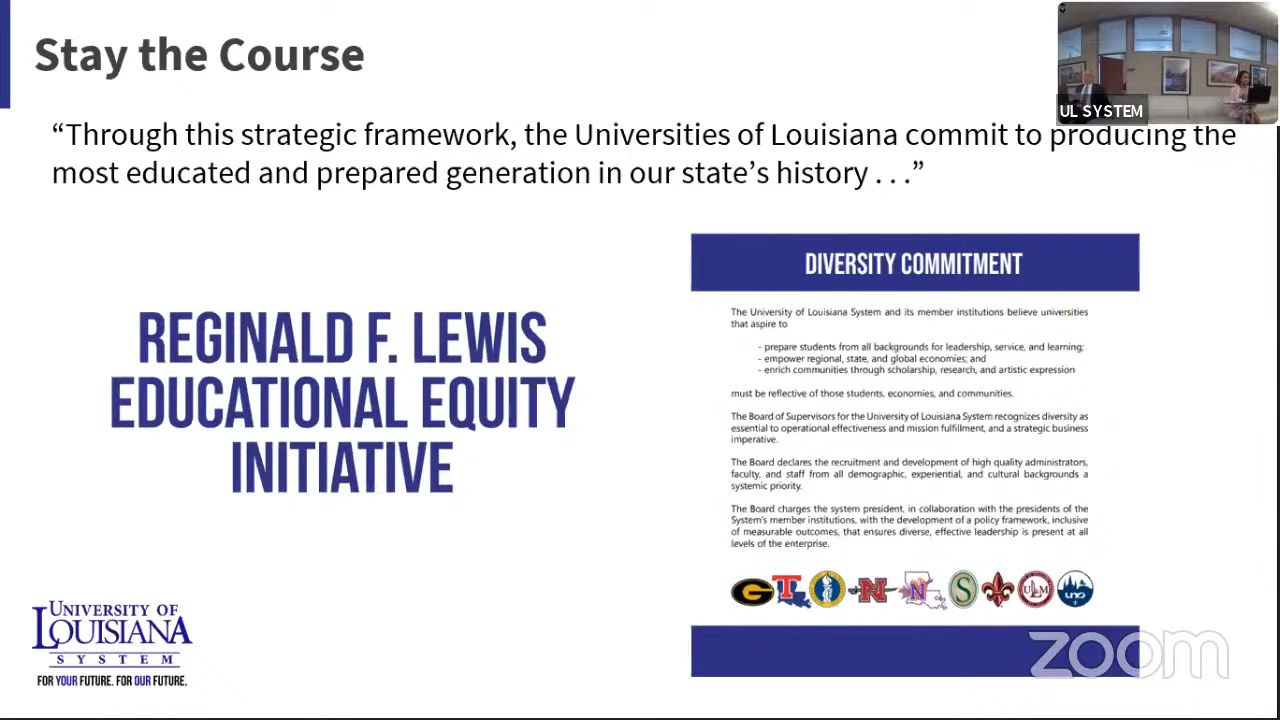 Stay the Course
UL SYSTEM
“Through this strategic framework, the Universities of Louisiana commit to producing the
most educated and prepared generation in our state’s history . . .”
REGINALD F. LEWIS
EDUCATIONAL EQUITY
INITIATIVE
DIVERSITY COMMITMENT
The University of Louisiana System and its member institutions believe universities
that aspire to
- prepare students from all backgrounds for leadership, service, and learning;
- empower regional, state, and global economies; and
- enrich communities through scholarship, research, and artistic expression
must be reflective of those students, economies, and communities.
The Board of Supervisors for the University of Louisiana System recognizes diversity as
essential to operational effectiveness and mission fulfillment, and a strategic business
imperative.
The Board declares the recruitment and development of high quality administrators,
faculty, and staff from all demographic, experiential, and cultural backgrounds a
systemic priority.
The Board charges the system president, in collaboration with the presidents of the
System’s member institutions, with the development of a policy framework, inclusive
of measurable outcomes, that ensures diverse, effective leadership is present at all
levels of the enterprise.
G T N N S ULM uno
UNIVERSITY OF
LOUISIANA
SYSTEM
FOR YOUR FUTURE. FOR OUR FUTURE.
zoom